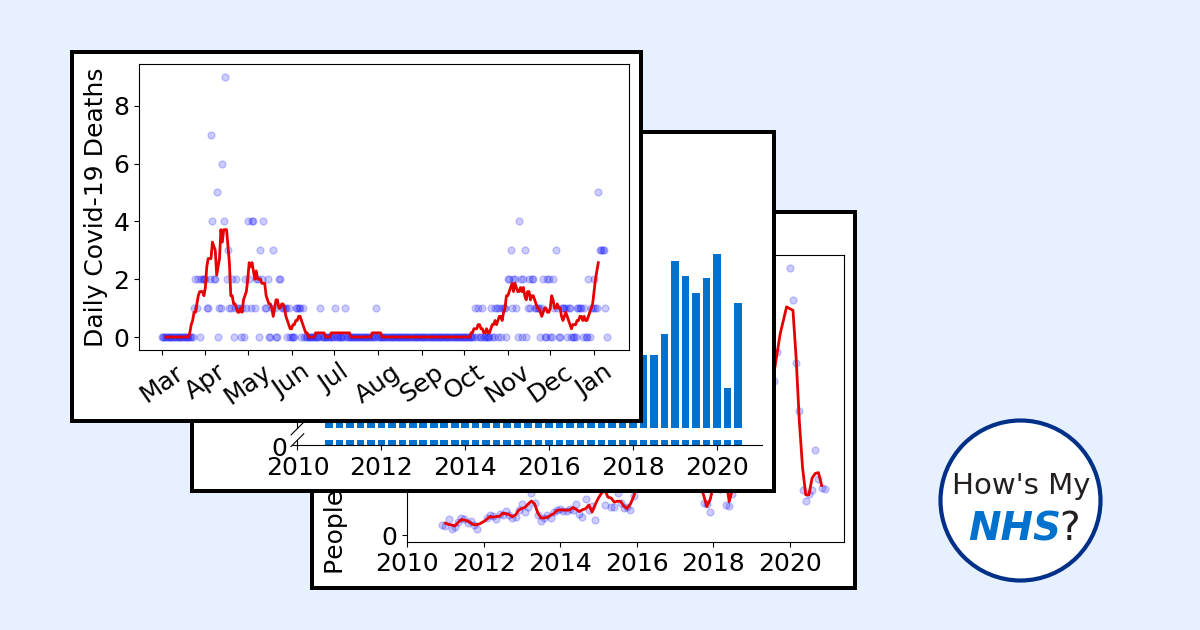 Daily Covid-19 Deaths
8
6
4
2
0
Mar Apr May Jun Jul Aug Sep Oct Nov Dec Jan
0
2010 2012 2014 2016 2018 2020
People
0
2010 2012 2014 2016 2018 2020
How's My
NHS?